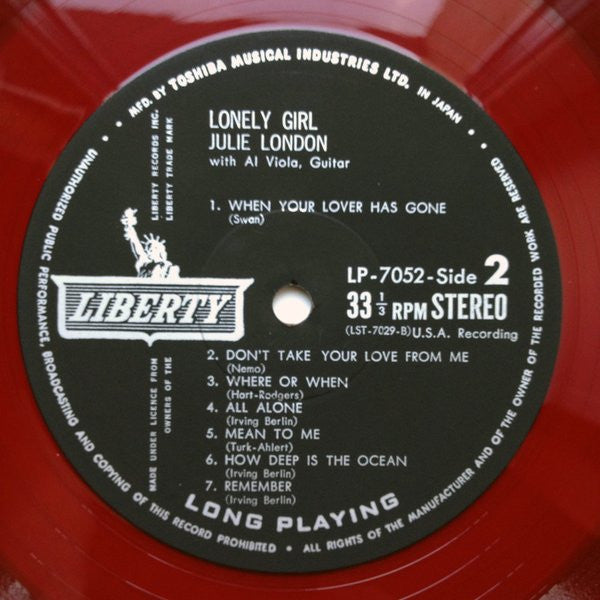 • MFD. BY TOSHIBA MUSICAL INDUSTRIES LTD. IN JAPAN •
LONELY GIRL
JULIE LONDON
with Al Viola, Guitar
LIBERTY RECORDS INC.
LIBERTY TRADE MARK
1. WHEN YOUR LOVER HAS GONE
(Swan)
LIBERTY
LP-7052-Side 2
33 1/3 RPM STEREO
(LST-7029-B) U.S.A. Recording
MADE UNDER LICENCE FROM
OWNERS OF THE
2. DON'T TAKE YOUR LOVE FROM ME
(Nemo)
3. WHERE OR WHEN
(Hart-Rodgers)
4. ALL ALONE
(Irving Berlin)
5. MEAN TO ME
(Turk-Ahlert)
6. HOW DEEP IS THE OCEAN
(Irving Berlin)
7. REMEMBER
(Irving Berlin)
LONG PLAYING
UNAUTHORIZED PUBLIC PERFORMANCE, BROADCASTING AND COPYING OF THIS RECORD PROHIBITED • ALL RIGHTS OF THE MANUFACTURER AND OF THE OWNER OF THE RECORDED WORK ARE RESERVED